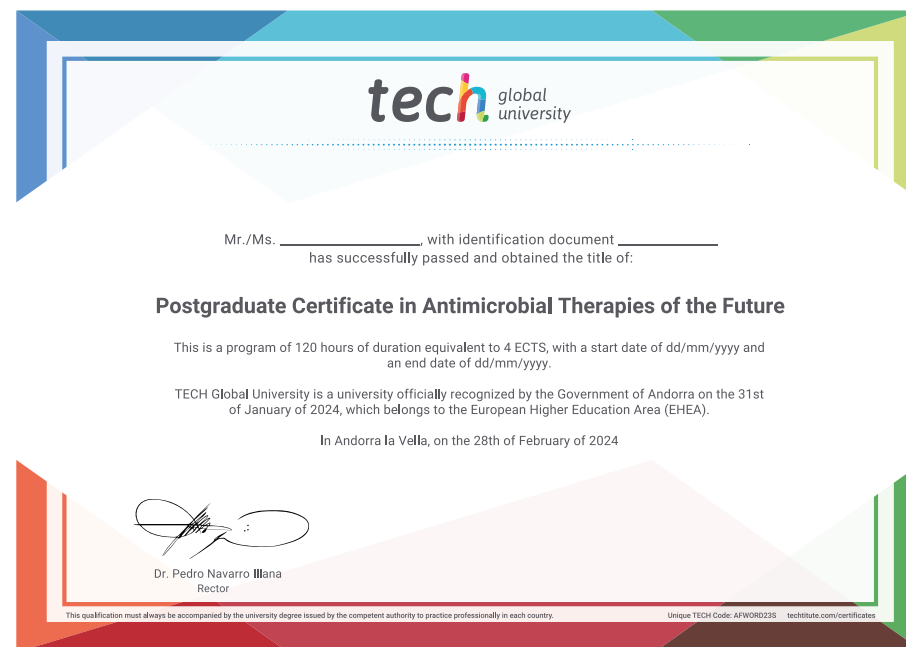 tech global
university
Mr./Ms. ____________, with identification document ____________
has successfully passed and obtained the title of:
Postgraduate Certificate in Antimicrobial Therapies of the Future
This is a program of 120 hours of duration equivalent to 4 ECTS, with a start date of dd/mm/yyyy and
an end date of dd/mm/yyyy.
TECH Global University is a university officially recognized by the Government of Andorra on the 31st
of January of 2024, which belongs to the European Higher Education Area (EHEA).
In Andorra la Vella, on the 28th of February of 2024
Dr. Pedro Navarro Illana
Rector
This qualification must always be accompanied by the university degree issued by the competent authority to practice professionally in each country. Unique TECH Code: AFWORD23S techtitute.com/certificates